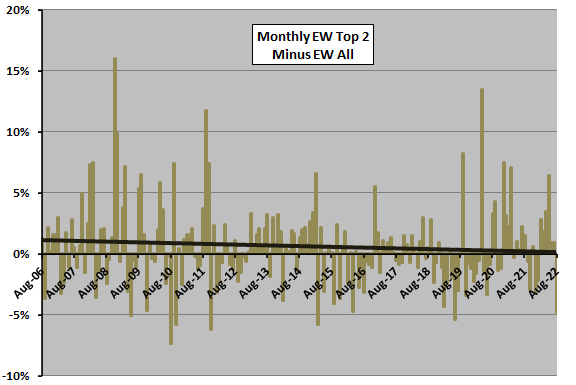 20%
15%
10%
5%
0%
-5%
-10%
Monthly EW Top 2
Minus EW All
Aug-06
Aug-07
Aug-08
Aug-09
Aug-10
Aug-11
Aug-12
Aug-13
Aug-14
Aug-15
Aug-16
Aug-17
Aug-18
Aug-19
Aug-20
Aug-21
Aug-22